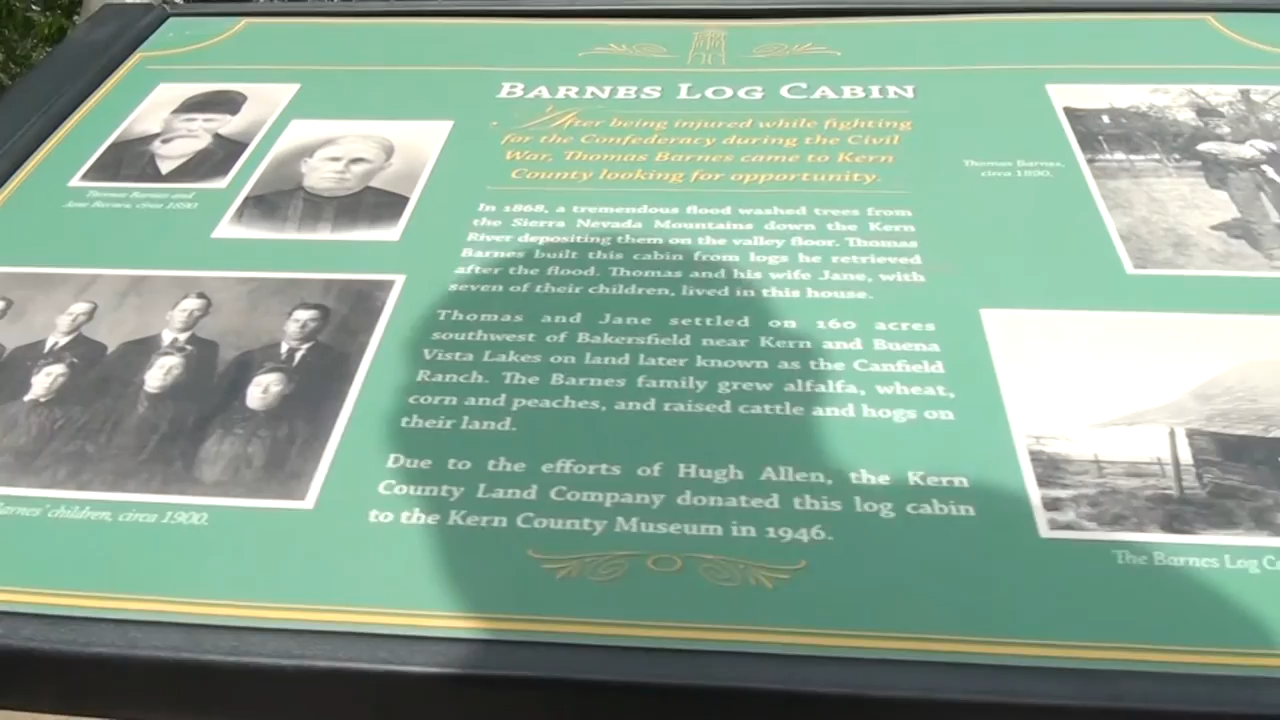 BARNES LOG CABIN
After being injured while fighting
for the Confederacy during the Civil
War, Thomas Barnes came to Kern
County looking for opportunity.
In 1868, a tremendous flood washed trees from
the Sierra Nevada Mountains down the Kern
River depositing them on the valley floor. Thomas
Barnes built this cabin from logs he retrieved
after the flood. Thomas and his wife Jane, with
seven of their children, lived in this house.
Thomas and Jane settled on 160 acres
southwest of Bakersfield near Kern and Buena
Vista Lakes on land later known as the Canfield
Ranch. The Barnes family grew alfalfa, wheat,
corn and peaches, and raised cattle and hogs on
their land.
Due to the efforts of Hugh Allen, the Kern
County Land Company donated this log cabin
to the Kern County Museum in 1946.
Thomas Barnes and
Jane Barnes, circa 1890
Barnes' children, circa 1900.
Thomas Barnes,
circa 1890.
The Barnes Log